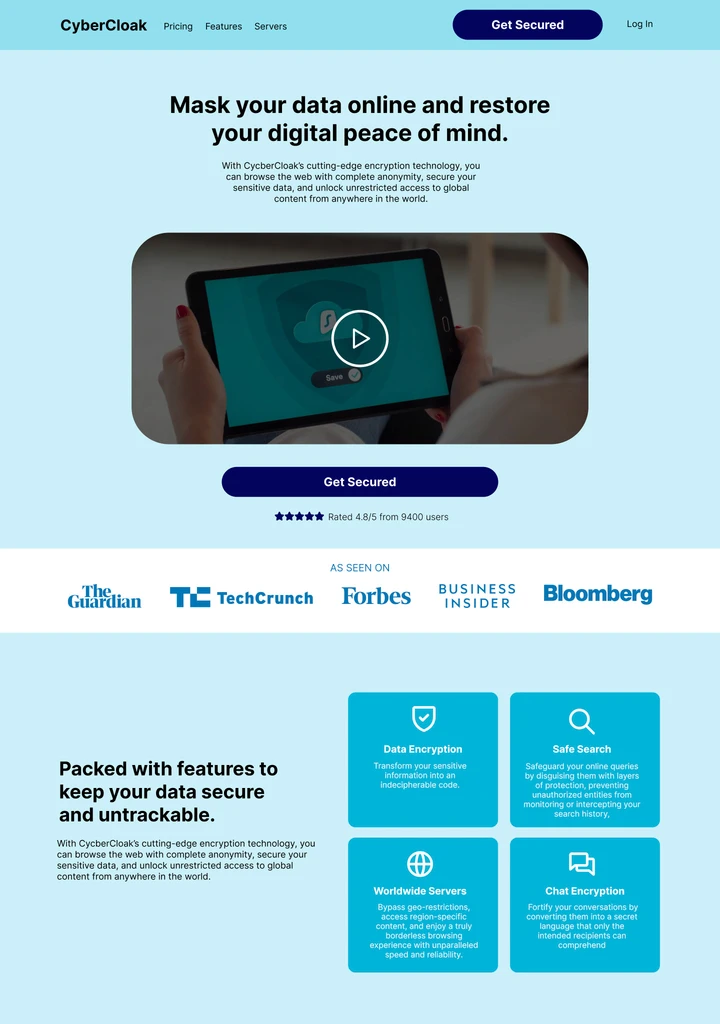 CyberCloak
Pricing
Features
Servers
Get Secured
Log In
Mask your data online and restore
your digital peace of mind.
With CycberCloak's cutting-edge encryption technology, you
can browse the web with complete anonymity, secure your
sensitive data, and unlock unrestricted access to global
content from anywhere in the world.
Save
Get Secured
Rated 4.8/5 from 9400 users
AS SEEN ON
The
Guardian
TC TechCrunch
Forbes
BUSINESS
INSIDER
Bloomberg
Packed with features to
keep your data secure
and untrackable.
With CycberCloak's cutting-edge encryption technology, you
can browse the web with complete anonymity, secure your
sensitive data, and unlock unrestricted access to global
content from anywhere in the world.
Data Encryption
Transform your sensitive
information into an
indecipherable code.
Safe Search
Safeguard your online queries
by disguising them with layers
of protection, preventing
unauthorized entities from
monitoring or intercepting your
search history,
Worldwide Servers
Bypass geo-restrictions,
access region-specific
content, and enjoy a truly
borderless browsing
experience with unparalleled
speed and reliability.
Chat Encryption
Fortify your conversations by
converting them into a secret
language that only the
intended recipients can
comprehend